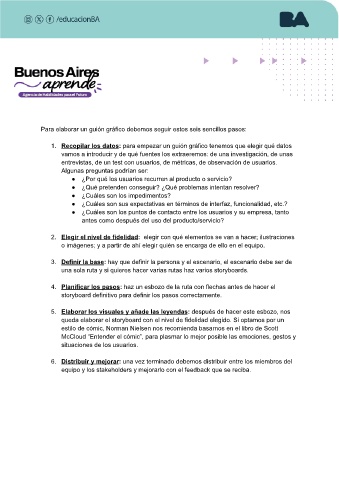 /educacionBA
BA
Buenos Aires
aprende
Agencia de Habilidades para el Futuro
Para elaborar un guión gráfico debemos seguir estos seis sencillos pasos:
1. Recopilar los datos: para empezar un guión gráfico tenemos que elegir qué datos
vamos a introducir y de qué fuentes los extraeremos: de una investigación, de unas
entrevistas, de un test con usuarios, de métricas, de observación de usuarios.
Algunas preguntas podrían ser:
● ¿Por qué los usuarios recurren al producto o servicio?
● ¿Qué pretenden conseguir? ¿Qué problemas intentan resolver?
● ¿Cuáles son los impedimentos?
● ¿Cuáles son sus expectativas en términos de interfaz, funcionalidad, etc.?
● ¿Cuáles son los puntos de contacto entre los usuarios y su empresa, tanto
antes como después del uso del producto/servicio?
2. Elegir el nivel de fidelidad: elegir con qué elementos se van a hacer; ilustraciones
o imágenes; y a partir de ahí elegir quién se encarga de ello en el equipo.
3. Definir la base: hay que definir la persona y el escenario, el escenario debe ser de
una sola ruta y si quieres hacer varias rutas haz varios storyboards.
4. Planificar los pasos: haz un esbozo de la ruta con flechas antes de hacer el
storyboard definitivo para definir los pasos correctamente.
5. Elaborar los visuales y añade las leyendas: después de hacer este esbozo, nos
queda elaborar el storyboard con el nivel de fidelidad elegido. Si optamos por un
estilo de cómic, Norman Nielsen nos recomienda basarnos en el libro de Scott
McCloud "Entender el cómic", para plasmar lo mejor posible las emociones, gestos y
situaciones de los usuarios.
6. Distribuir y mejorar: una vez terminado debemos distribuir entre los miembros del
equipo y los stakeholders y mejorarlo con el feedback que se reciba.